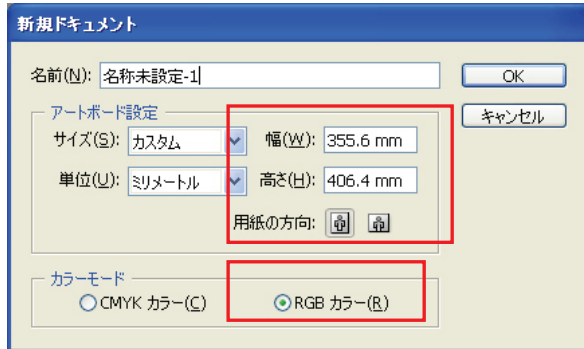 新規ドキュメント
名前(N): 名称未設定-1
OK
アートボード設定
キャンセル
サイズ(S): カスタム 幅(W): 355.6 mm
単位(U): ミリメートル 高さ(H): 406.4 mm
用紙の方向:
カラーモード
CMYK カラー(C) RGB カラー(R)